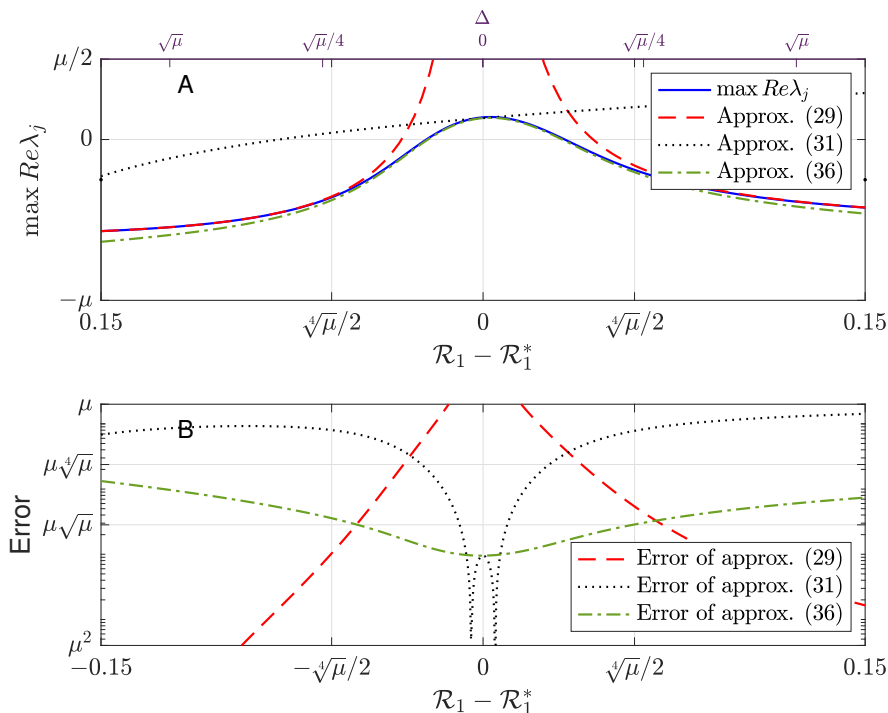 Δ
√μ √μ/4 0 √μ/4 √μ
μ/2
A
0
−μ
max Reλ_j
max Reλ_j
Approx. (29)
Approx. (31)
Approx. (36)
0.15 ∜μ/2 0 ∜μ/2 0.15
ℛ₁ − ℛ₁*
B
μ
μ∜μ
μ√μ
μ²
Error
Error of approx. (29)
Error of approx. (31)
Error of approx. (36)
−0.15 −∜μ/2 0 ∜μ/2 0.15
ℛ₁ − ℛ₁*